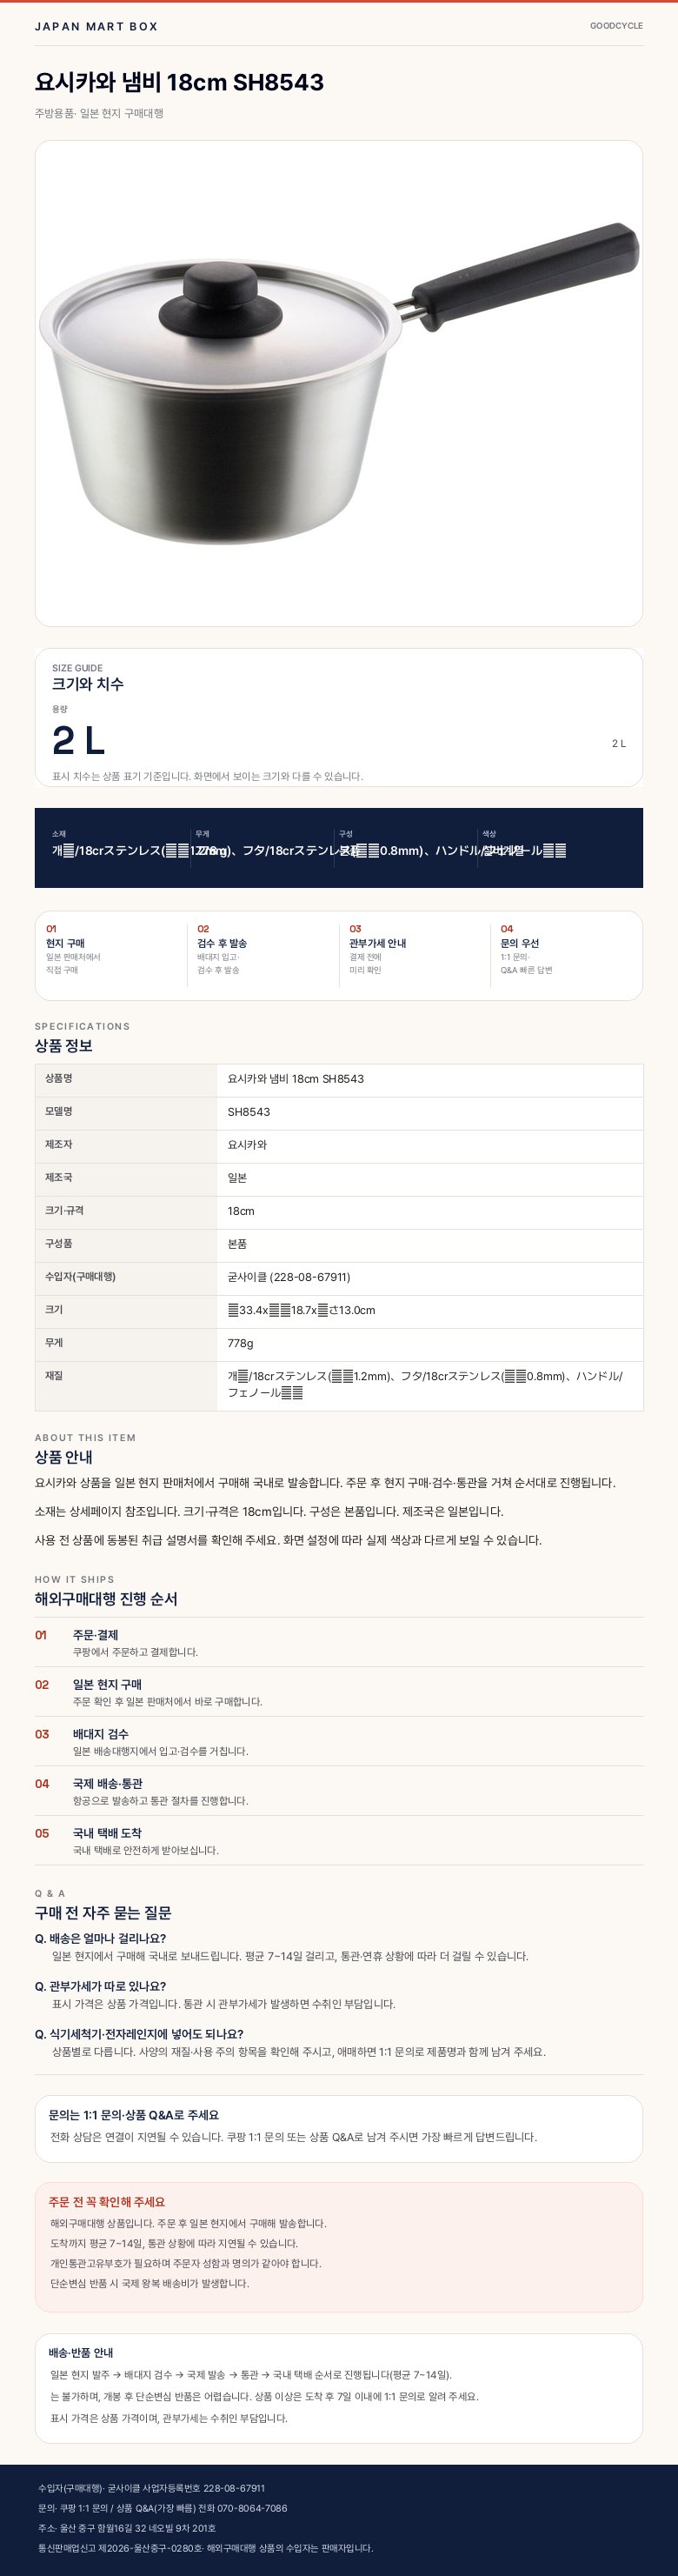 JAPAN MART BOX
GOODCYCLE
요시카와 냄비 18cm SH8543
주방용품· 일본 현지 구매대행
SIZE GUIDE
크기와 치수
용량
2 L
2 L
표시 치수는 상품 표기 기준입니다. 화면에서 보이는 크기와 다를 수 있습니다.
소재
무게
구성
색상
01
현지 구매
일본 판매처에서
직접 구매
02
검수 후 발송
배대지 입고·
검수 후 발송
03
관부가세 안내
결제 전에
미리 확인
04
문의 우선
1:1 문의·
Q&A 빠른 답변
SPECIFICATIONS
상품 정보
상품명
요시카와 냄비 18cm SH8543
모델명
SH8543
제조자
요시카와
제조국
일본
크기·규격
18cm
구성품
본품
수입자(구매대행)
굳사이클 (228-08-67911)
크기
33.4x 18.7x さ13.0cm
무게
778g
재질
개 /18crステンレス( 1.2mm)、フタ/18crステンレス( 0.8mm)、ハンドル/
フェノール
ABOUT THIS ITEM
상품 안내
요시카와 상품을 일본 현지 판매처에서 구매해 국내로 발송합니다. 주문 후 현지 구매·검수·통관을 거쳐 순서대로 진행됩니다.
소재는 상세페이지 참조입니다. 크기·규격은 18cm입니다. 구성은 본품입니다. 제조국은 일본입니다.
사용 전 상품에 동봉된 취급 설명서를 확인해 주세요. 화면 설정에 따라 실제 색상과 다르게 보일 수 있습니다.
HOW IT SHIPS
해외구매대행 진행 순서
01
주문·결제
쿠팡에서 주문하고 결제합니다.
02
일본 현지 구매
주문 확인 후 일본 판매처에서 바로 구매합니다.
03
배대지 검수
일본 배송대행지에서 입고·검수를 거칩니다.
04
국제 배송·통관
항공으로 발송하고 통관 절차를 진행합니다.
05
국내 택배 도착
국내 택배로 안전하게 받아보십니다.
Q & A
구매 전 자주 묻는 질문
Q. 배송은 얼마나 걸리나요?
일본 현지에서 구매해 국내로 보내드립니다. 평균 7~14일 걸리고, 통관·연휴 상황에 따라 더 걸릴 수 있습니다.
Q. 관부가세가 따로 있나요?
표시 가격은 상품 가격입니다. 통관 시 관부가세가 발생하면 수취인 부담입니다.
Q. 식기세척기·전자레인지에 넣어도 되나요?
상품별로 다릅니다. 사양의 재질·사용 주의 항목을 확인해 주시고, 애매하면 1:1 문의로 제품명과 함께 남겨 주세요.
문의는 1:1 문의·상품 Q&A로 주세요
전화 상담은 연결이 지연될 수 있습니다. 쿠팡 1:1 문의 또는 상품 Q&A로 남겨 주시면 가장 빠르게 답변드립니다.
주문 전 꼭 확인해 주세요
해외구매대행 상품입니다. 주문 후 일본 현지에서 구매해 발송합니다.
도착까지 평균 7~14일, 통관 상황에 따라 지연될 수 있습니다.
개인통관고유부호가 필요하며 주문자 성함과 명의가 같아야 합니다.
단순변심 반품 시 국제 왕복 배송비가 발생합니다.
배송·반품 안내
일본 현지 발주 → 배대지 검수 → 국제 발송 → 통관 → 국내 택배 순서로 진행됩니다(평균 7~14일).
는 불가하며, 개봉 후 단순변심 반품은 어렵습니다. 상품 이상은 도착 후 7일 이내에 1:1 문의로 알려 주세요.
표시 가격은 상품 가격이며, 관부가세는 수취인 부담입니다.
수입자(구매대행)· 굳사이클 사업자등록번호 228-08-67911
문의· 쿠팡 1:1 문의 / 상품 Q&A(가장 빠름) 전화 070-8064-7086
주소· 울산 중구 함월16길 32 네오빌 9차 201호
통신판매업신고 제2026-울산중구-0280호· 해외구매대행 상품의 수입자는 판매자입니다.